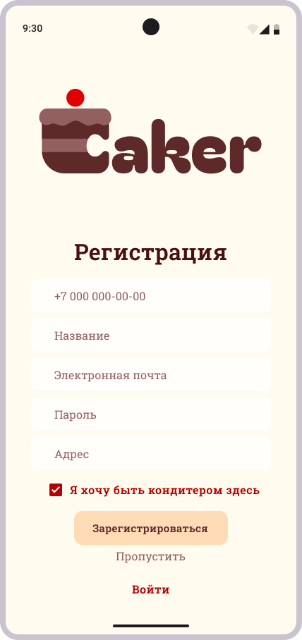 9:30
Caker
Регистрация
+7 000 000-00-00
Название
Электронная почта
Пароль
Адрес
Я хочу быть кондитером здесь
Зарегистрироваться
Пропустить
Войти